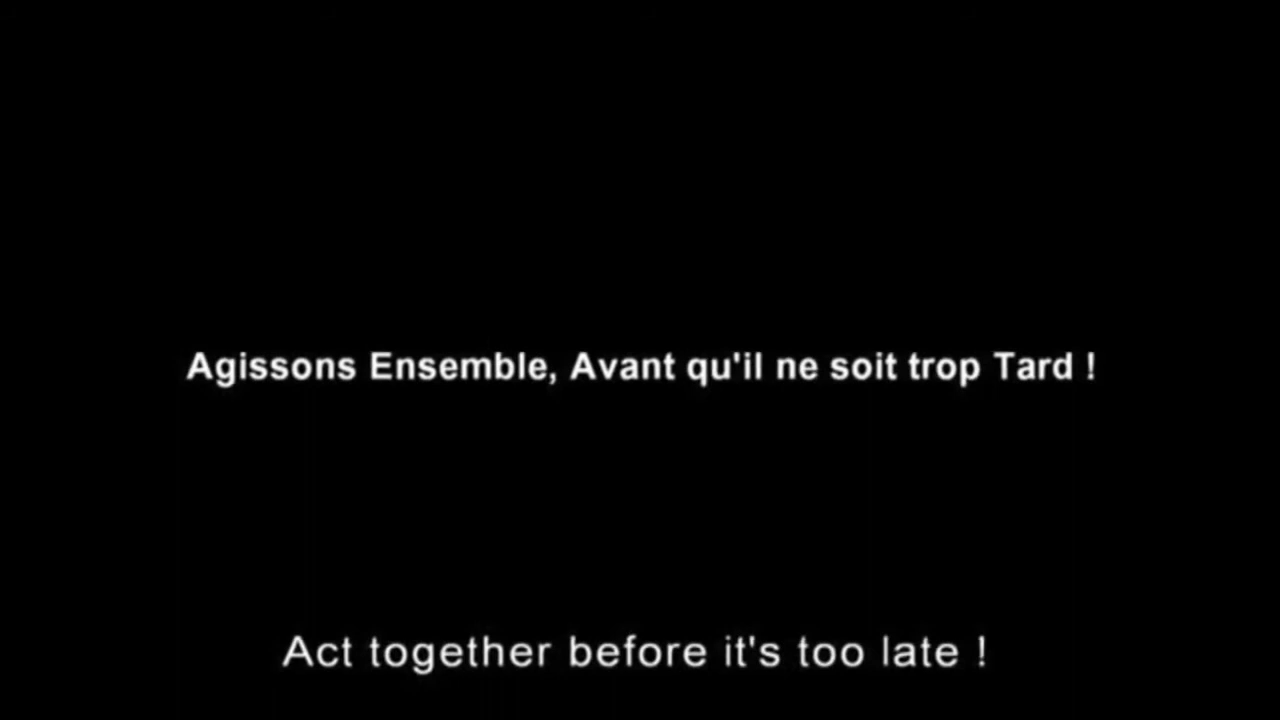 Agissons Ensemble, Avant qu'il ne soit trop Tard !
Act together before it's too late !